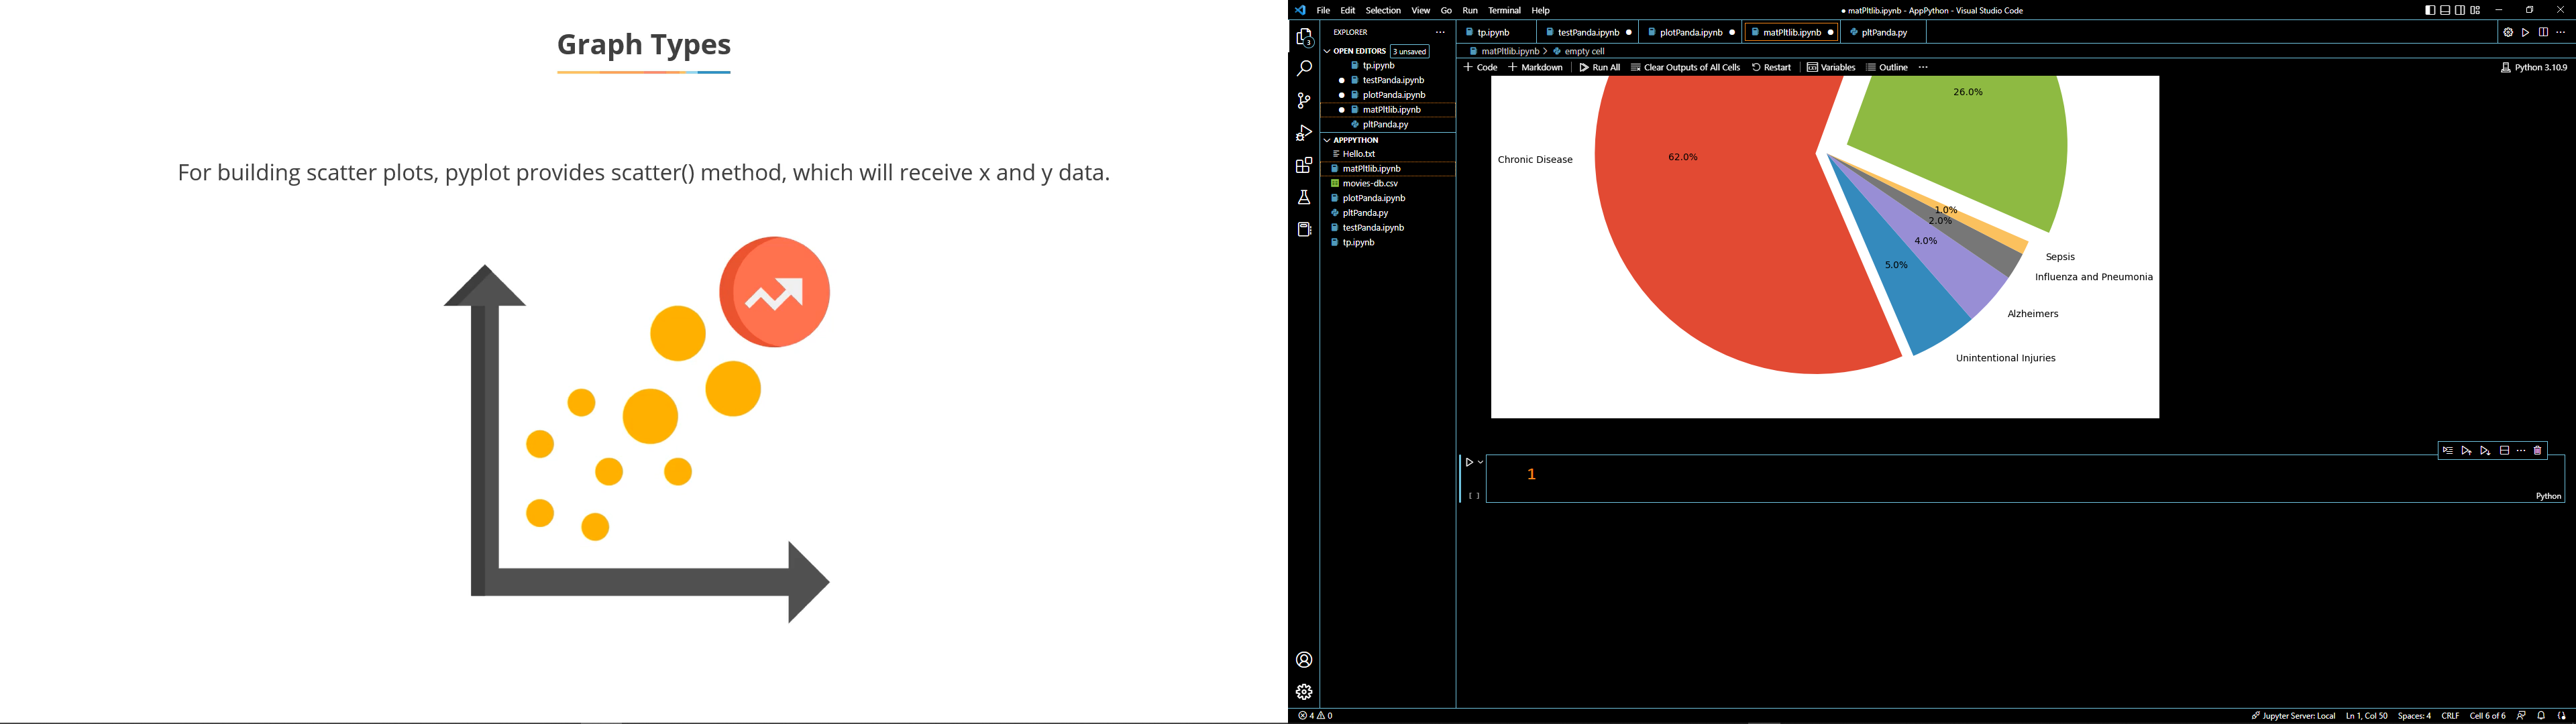 Graph Types
For building scatter plots, pyplot provides scatter() method, which will receive x and y data.
File Edit Selection View Go Run Terminal Help
● matPltlib.ipynb - AppPython - Visual Studio Code
EXPLORER
OPEN EDITORS 3 unsaved
tp.ipynb
testPanda.ipynb
plotPanda.ipynb
matPltlib.ipynb
pltPanda.py
APPPYTHON
Hello.txt
matPltlib.ipynb
movies-db.csv
plotPanda.ipynb
pltPanda.py
testPanda.ipynb
tp.ipynb
3
tp.ipynb testPanda.ipynb plotPanda.ipynb matPltlib.ipynb pltPanda.py
matPltlib.ipynb > empty cell
+ Code + Markdown Run All Clear Outputs of All Cells Restart Variables Outline ...
Python 3.10.9
26.0%
62.0%
Chronic Disease
1.0%
2.0%
4.0%
5.0%
Sepsis
Influenza and Pneumonia
Alzheimers
Unintentional Injuries
1
[ ]
Python
4 0
Jupyter Server: Local Ln 1, Col 50 Spaces: 4 CRLF Cell 6 of 6